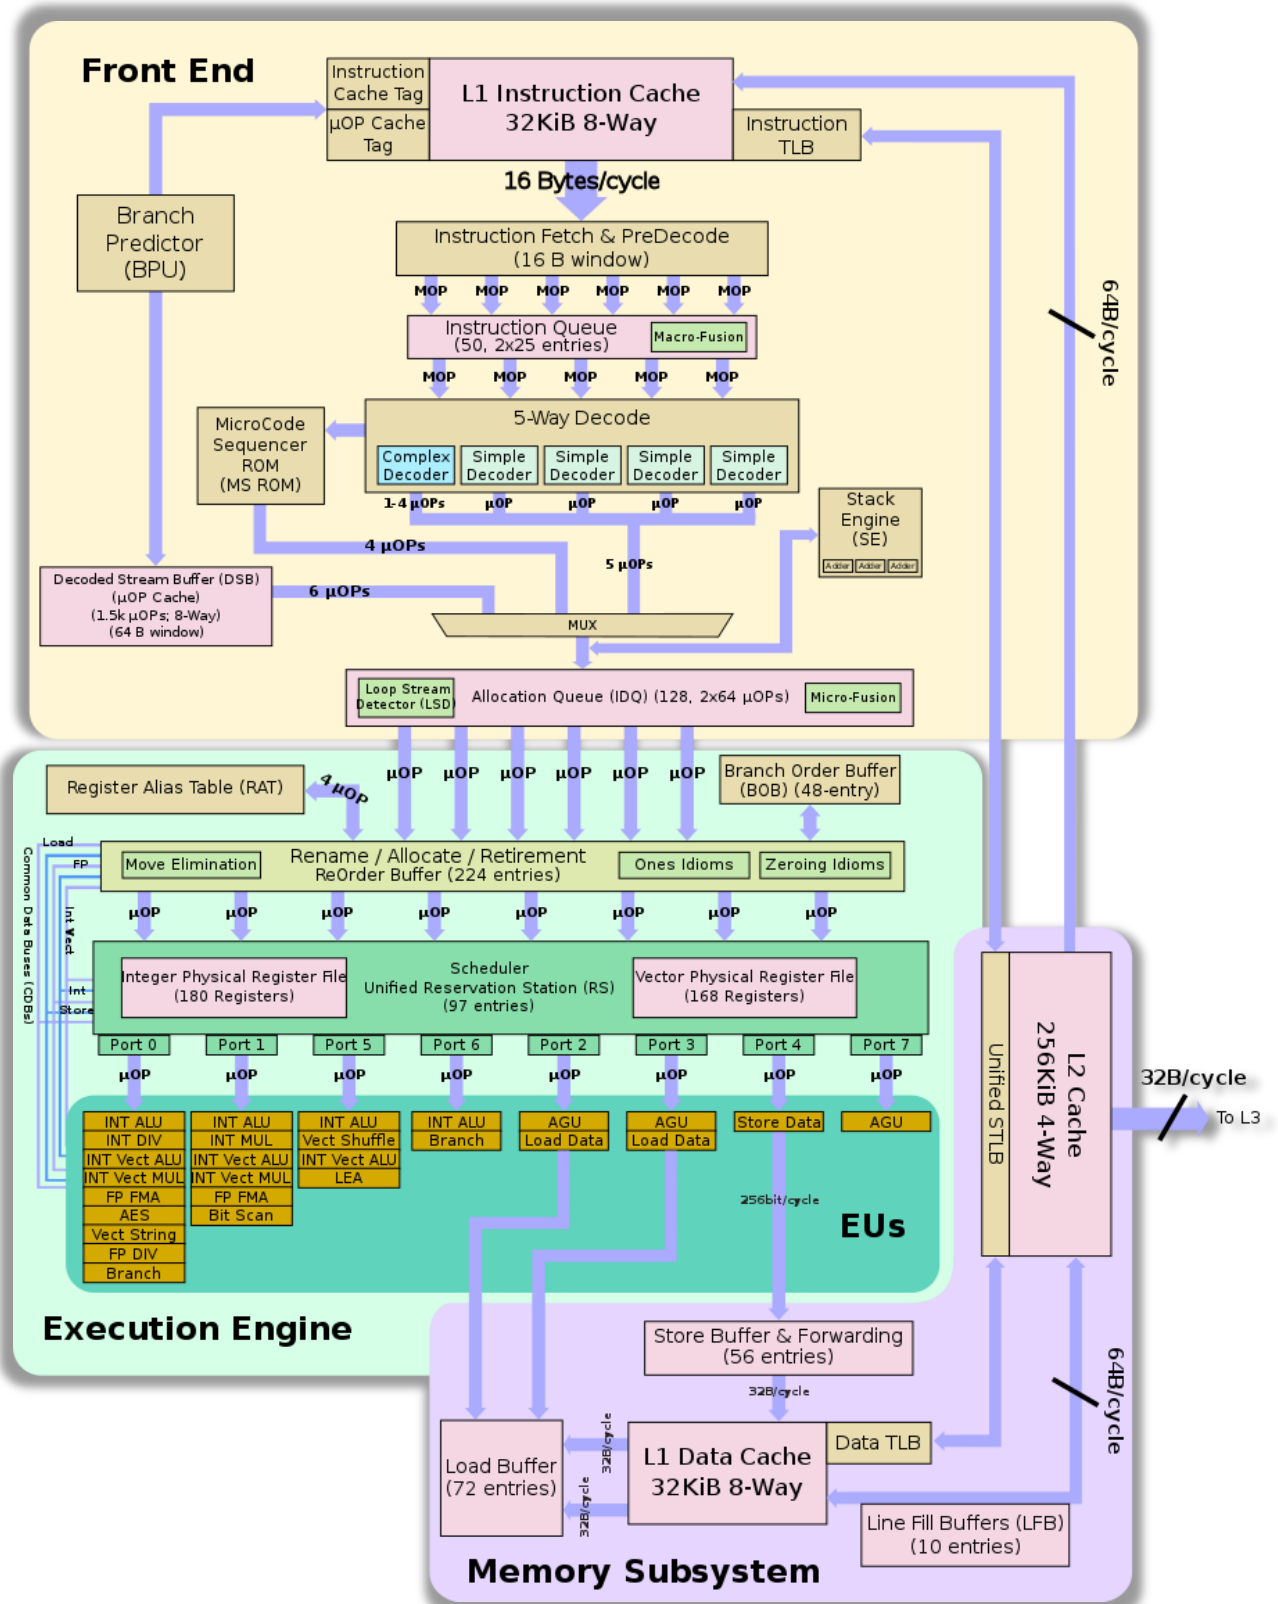 Front End
Instruction
Cache Tag
µOP Cache
Tag
L1 Instruction Cache
32KiB 8-Way
Instruction
TLB
16 Bytes/cycle
Branch
Predictor
(BPU)
Instruction Fetch & PreDecode
(16 B window)
MOP MOP MOP MOP MOP MOP
Instruction Queue
(50, 2x25 entries)
Macro-Fusion
64B/cycle
MOP MOP MOP MOP MOP
5-Way Decode
MicroCode
Sequencer
ROM
(MS ROM)
Complex
Decoder
Simple
Decoder
Simple
Decoder
Simple
Decoder
Simple
Decoder
1-4 µOPs µOP µOP µOP µOP
Stack
Engine
(SE)
Adder Adder Adder
4 µOPs
5 µOPs
Decoded Stream Buffer (DSB)
(µOP Cache)
(1.5k µOPs; 8-Way)
(64 B window)
6 µOPs
MUX
Loop Stream
Detector (LSD)
Allocation Queue (IDQ) (128, 2x64 µOPs)
Micro-Fusion
Register Alias Table (RAT)
4 µOP
µOP µOP µOP µOP µOP µOP
Branch Order Buffer
(BOB) (48-entry)
Load
FP
Common Data Buses (CDBs)
Int Vect
Int
Store
Move Elimination
Rename / Allocate / Retirement
ReOrder Buffer (224 entries)
Ones Idioms
Zeroing Idioms
µOP µOP µOP µOP µOP µOP µOP µOP
Integer Physical Register File
(180 Registers)
Scheduler
Unified Reservation Station (RS)
(97 entries)
Vector Physical Register File
(168 Registers)
Port 0 Port 1 Port 5 Port 6 Port 2 Port 3 Port 4 Port 7
µOP µOP µOP µOP µOP µOP µOP µOP
INT ALU
INT DIV
INT Vect ALU
INT Vect MUL
FP FMA
AES
Vect String
FP DIV
Branch
INT ALU
INT MUL
INT Vect ALU
INT Vect MUL
FP FMA
Bit Scan
INT ALU
Vect Shuffle
INT Vect ALU
LEA
INT ALU
Branch
AGU
Load Data
AGU
Load Data
Store Data
AGU
256bit/cycle
EUs
Execution Engine
Unified STLB
L2 Cache
256KiB 4-Way
32B/cycle
To L3
Store Buffer & Forwarding
(56 entries)
32B/cycle
64B/cycle
Load Buffer
(72 entries)
32B/cycle
32B/cycle
L1 Data Cache
32KiB 8-Way
Data TLB
Line Fill Buffers (LFB)
(10 entries)
Memory Subsystem